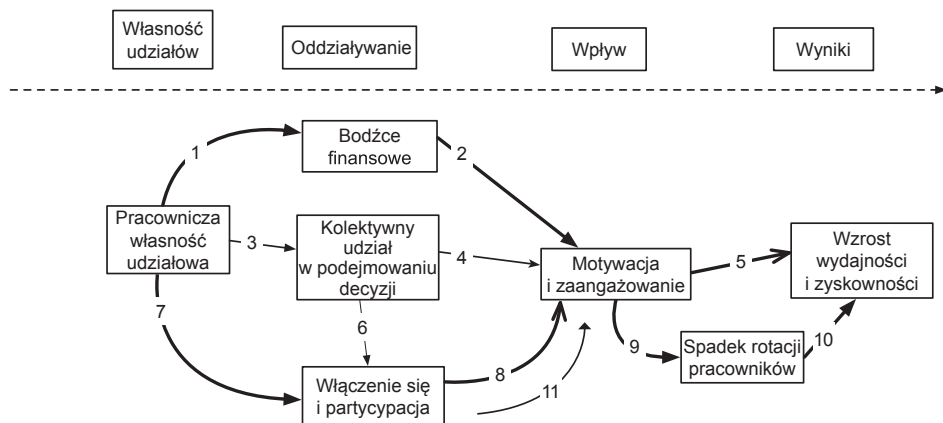 Własność
udziałów
Oddziaływanie
Wpływ
Wyniki
Bodźce
finansowe
1
2
Pracownicza
własność
udziałowa
3
Kolektywny
udział
w podejmowaniu
decyzji
4
Motywacja
i zaangażowanie
5
Wzrost
wydajności
i zyskowności
7
6
8
9
Spadek rotacji
pracowników
10
Włączenie się
i partycypacja
11